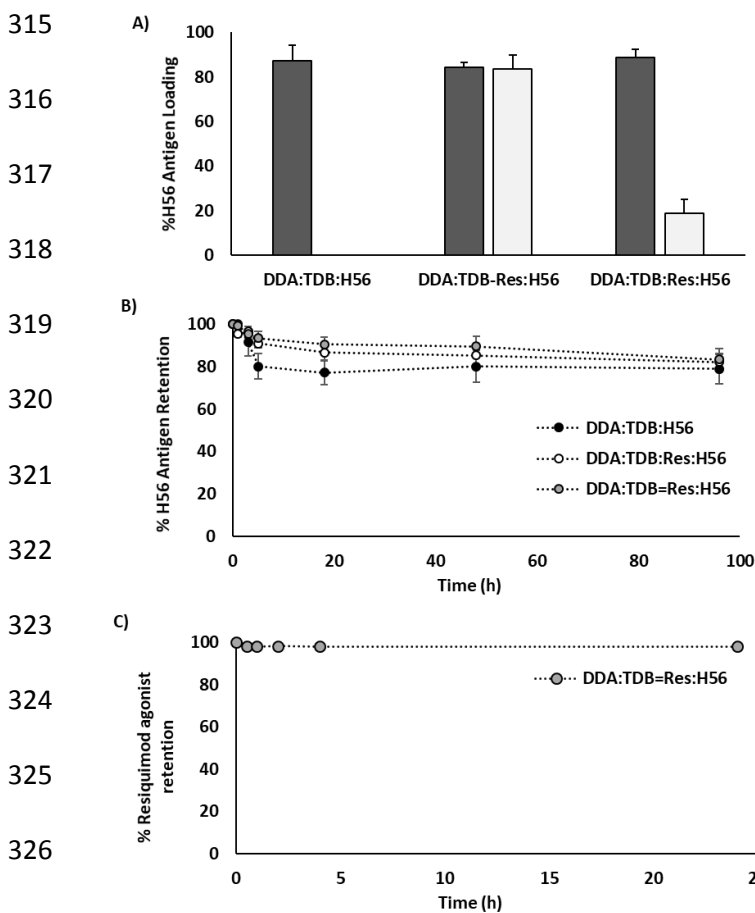 315
A)
%H56 Antigen Loading
100
80
60
40
20
0
DDA:TDB:H56 DDA:TDB-Res:H56 DDA:TDB:Res:H56
316
317
318
319
B)
% H56 Antigen Retention
100
80
60
40
20
0
DDA:TDB:H56
DDA:TDB:Res:H56
DDA:TDB=Res:H56
0 20 40 60 80 100
Time (h)
320
321
322
323
C)
% Resiquimod agonist
retention
100
80
60
40
20
0
DDA:TDB=Res:H56
0 5 10 15 20 2
Time (h)
324
325
326